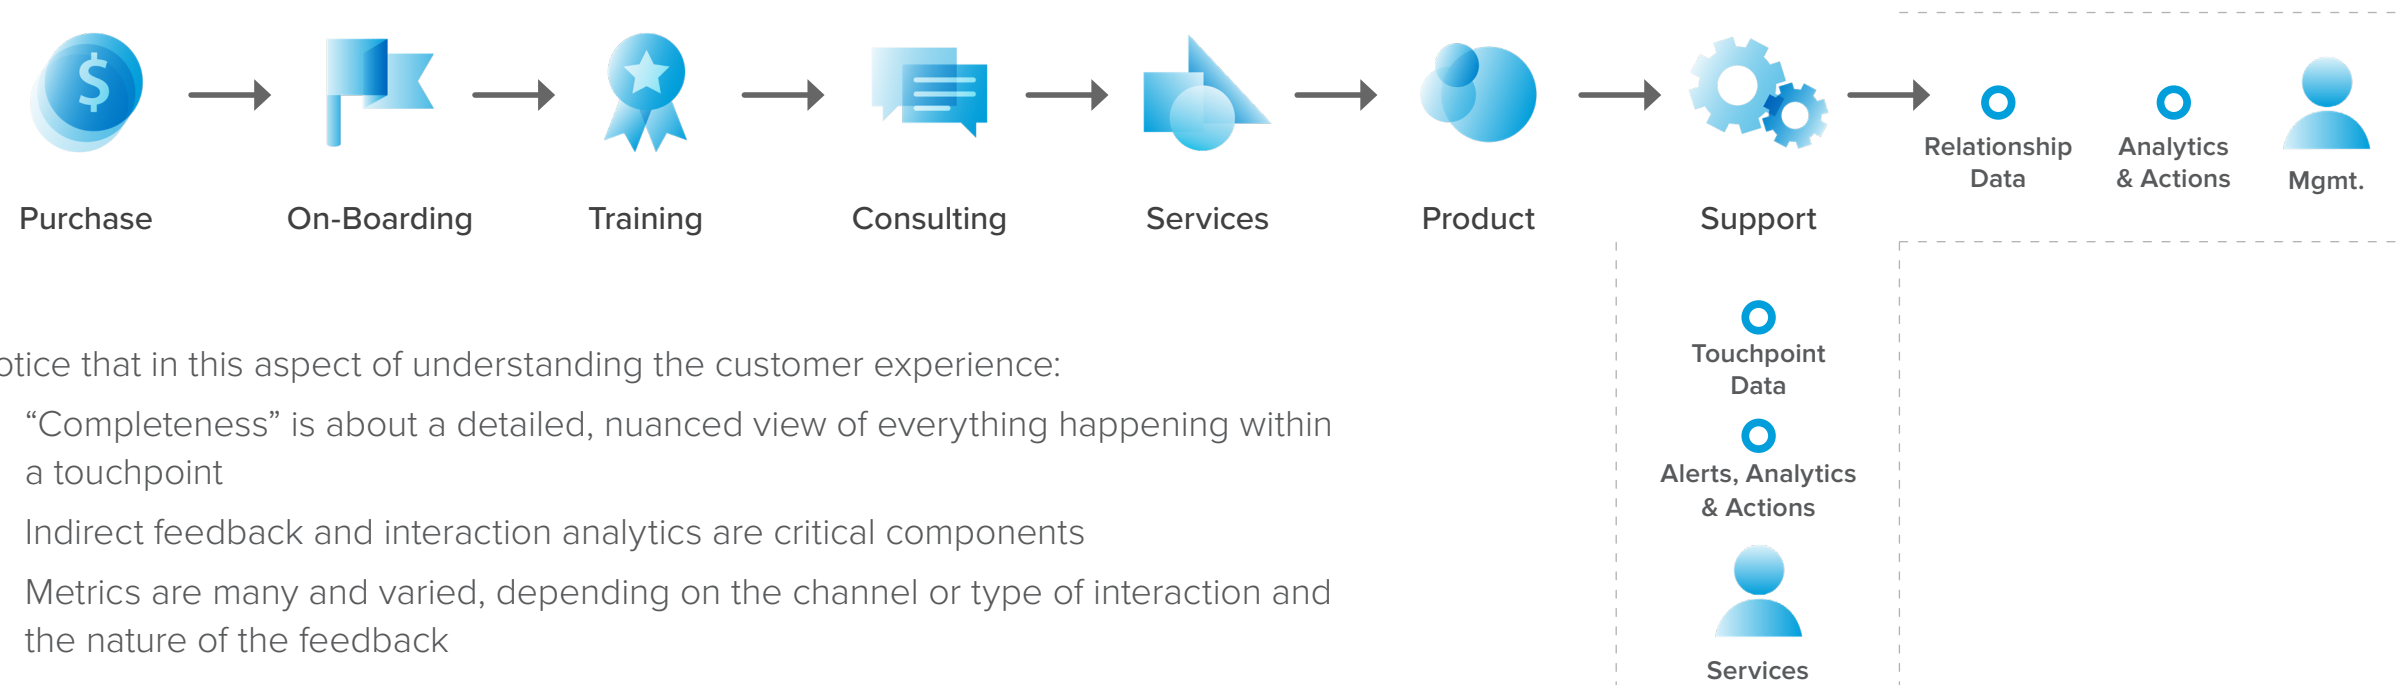 $
Purchase
On-Boarding
Training
Consulting
Services
Product
Support
Relationship
Data
Analytics
& Actions
Mgmt.
otice that in this aspect of understanding the customer experience:
“Completeness” is about a detailed, nuanced view of everything happening within
a touchpoint
Indirect feedback and interaction analytics are critical components
Metrics are many and varied, depending on the channel or type of interaction and
the nature of the feedback
Touchpoint
Data
Alerts, Analytics
& Actions
Services